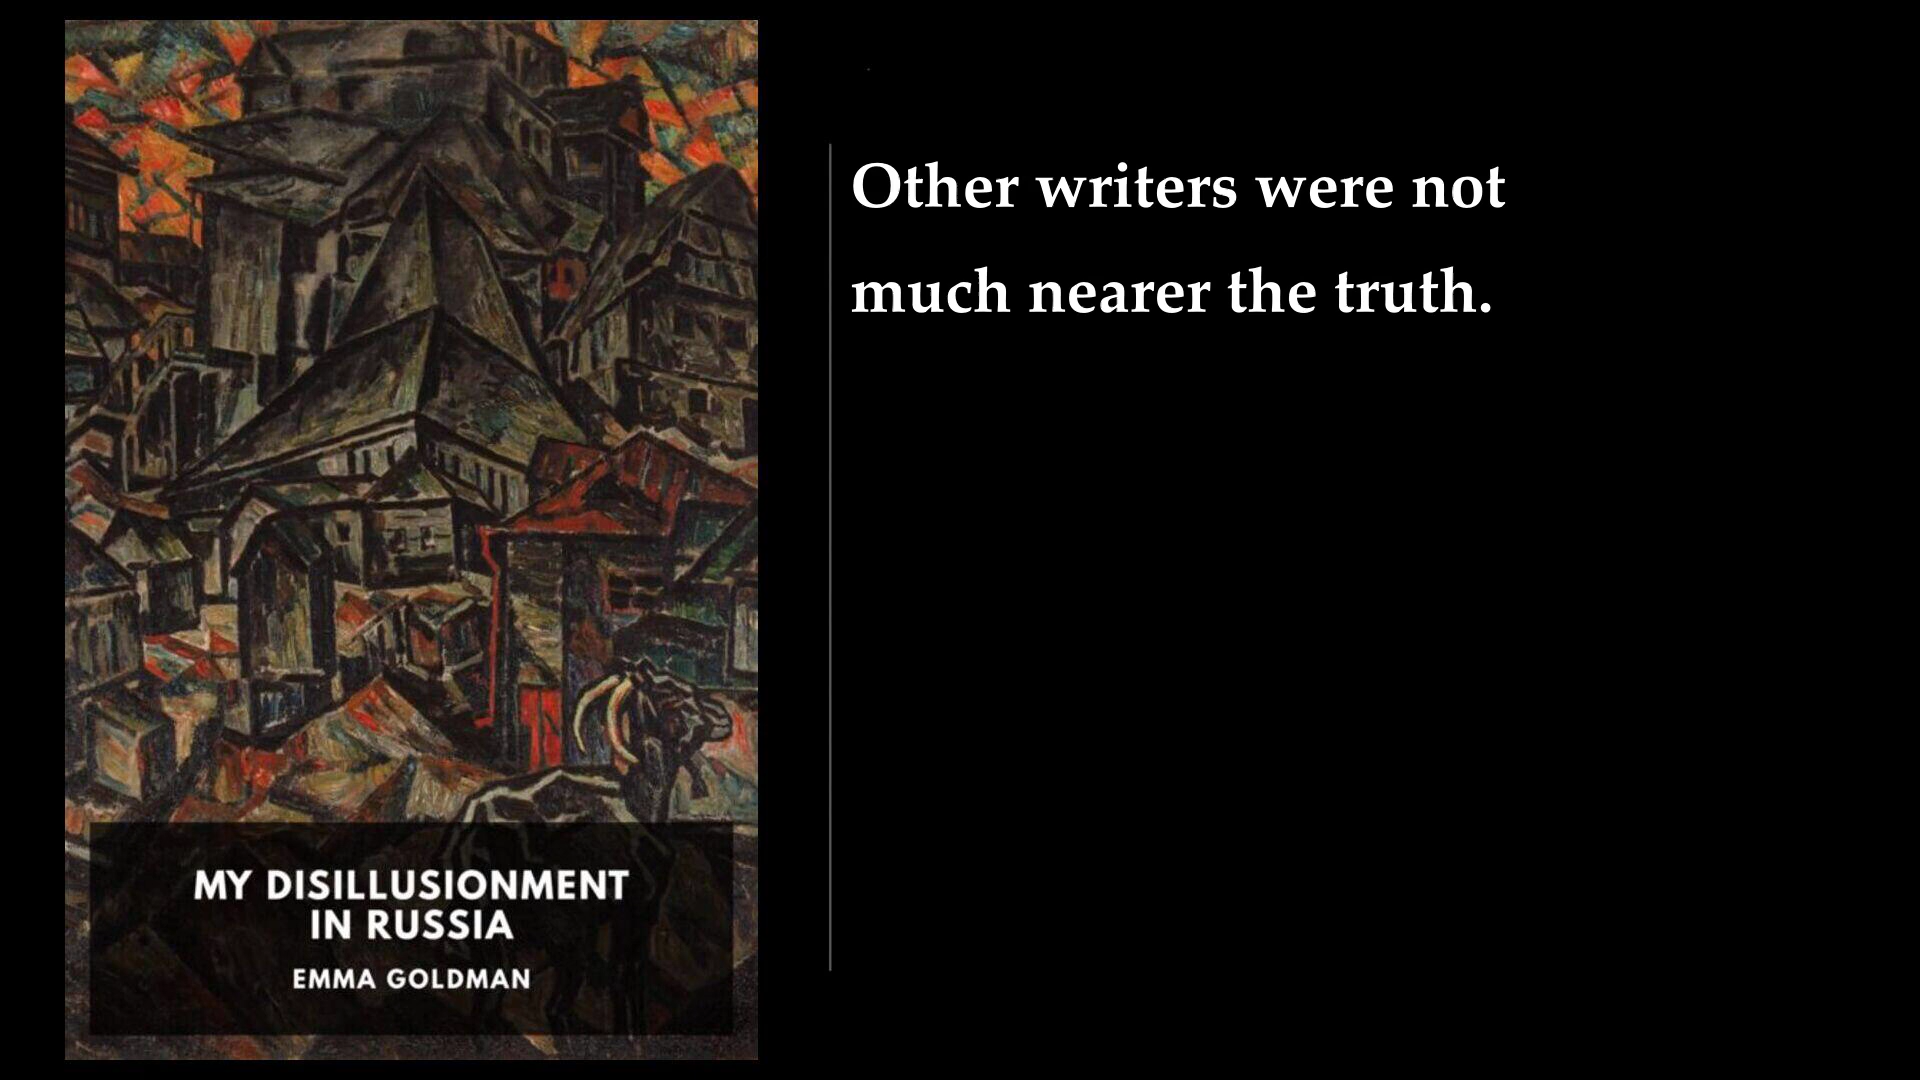 Other writers were not
much nearer the truth.
MY DISILLUSIONMENT
IN RUSSIA
EMMA GOLDMAN